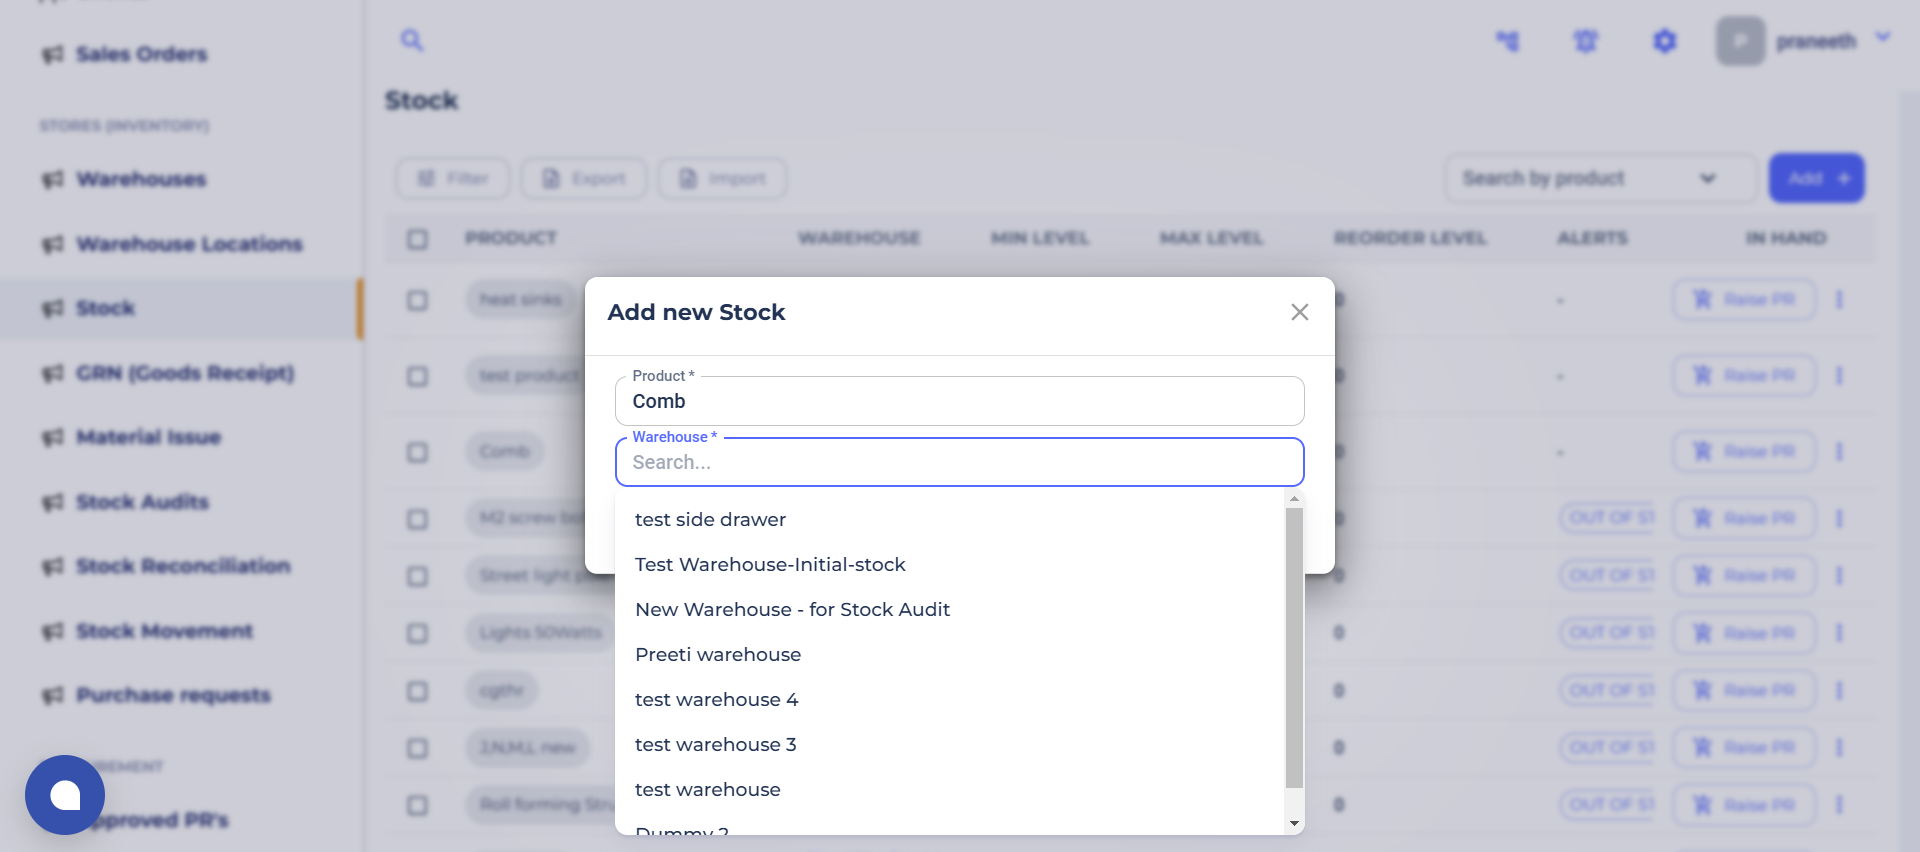 Sales Orders
STORES (INVENTORY)
Warehouses
Warehouse Locations
Stock
GRN (Goods Receipt)
Material Issue
Stock Audits
Stock Reconciliation
Stock Movement
Purchase requests
REMENT
pproved PR's
P
praneeth
Stock
Filter
Export
Import
Search by product
Add +
PRODUCT WAREHOUSE MIN LEVEL MAX LEVEL REORDER LEVEL ALERTS IN HAND
heat sinks 0 - Raise PR
test product 0 - Raise PR
Comb 0 - Raise PR
M2 screw bol 0 OUT OF ST Raise PR
Street light p 0 OUT OF ST Raise PR
Lights 50Watts 0 OUT OF ST Raise PR
cgthr 0 OUT OF ST Raise PR
J,N,M,L new 0 OUT OF ST Raise PR
Roll forming Stru 0 OUT OF ST Raise PR
Add new Stock
Product *
Comb
Warehouse *
Search...
test side drawer
Test Warehouse-Initial-stock
New Warehouse - for Stock Audit
Preeti warehouse
test warehouse 4
test warehouse 3
test warehouse
Dummy 2